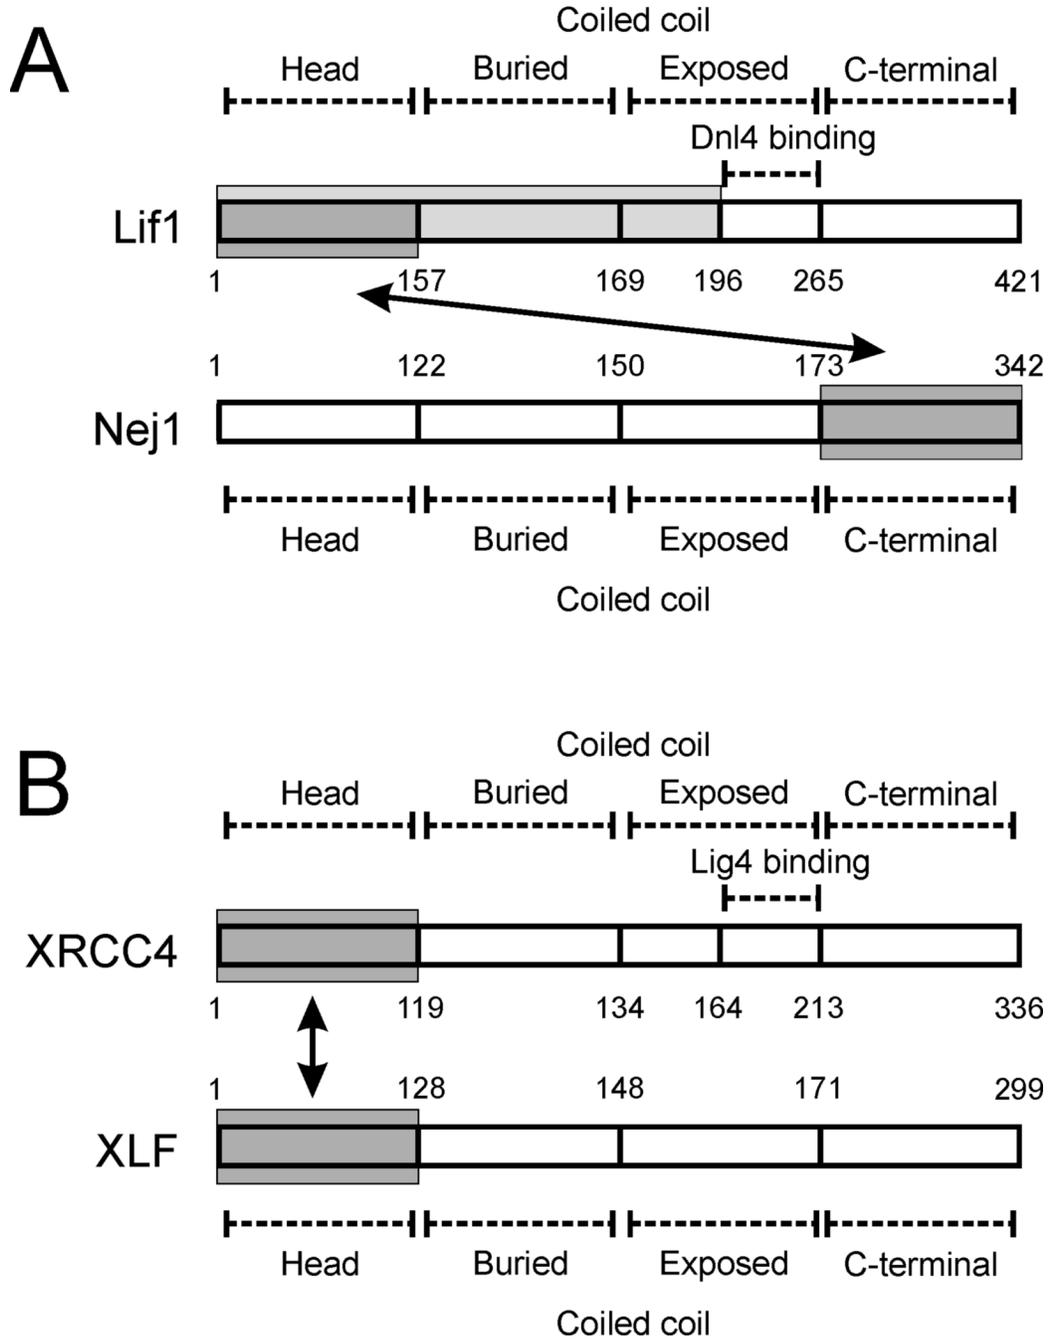 A
Coiled coil
Head Buried Exposed C-terminal
Dnl4 binding
Lif1
1 157 169 196 265 421
1 122 150 173 342
Nej1
Head Buried Exposed C-terminal
Coiled coil
B
Coiled coil
Head Buried Exposed C-terminal
Lig4 binding
XRCC4
1 119 134 164 213 336
1 128 148 171 299
XLF
Head Buried Exposed C-terminal
Coiled coil